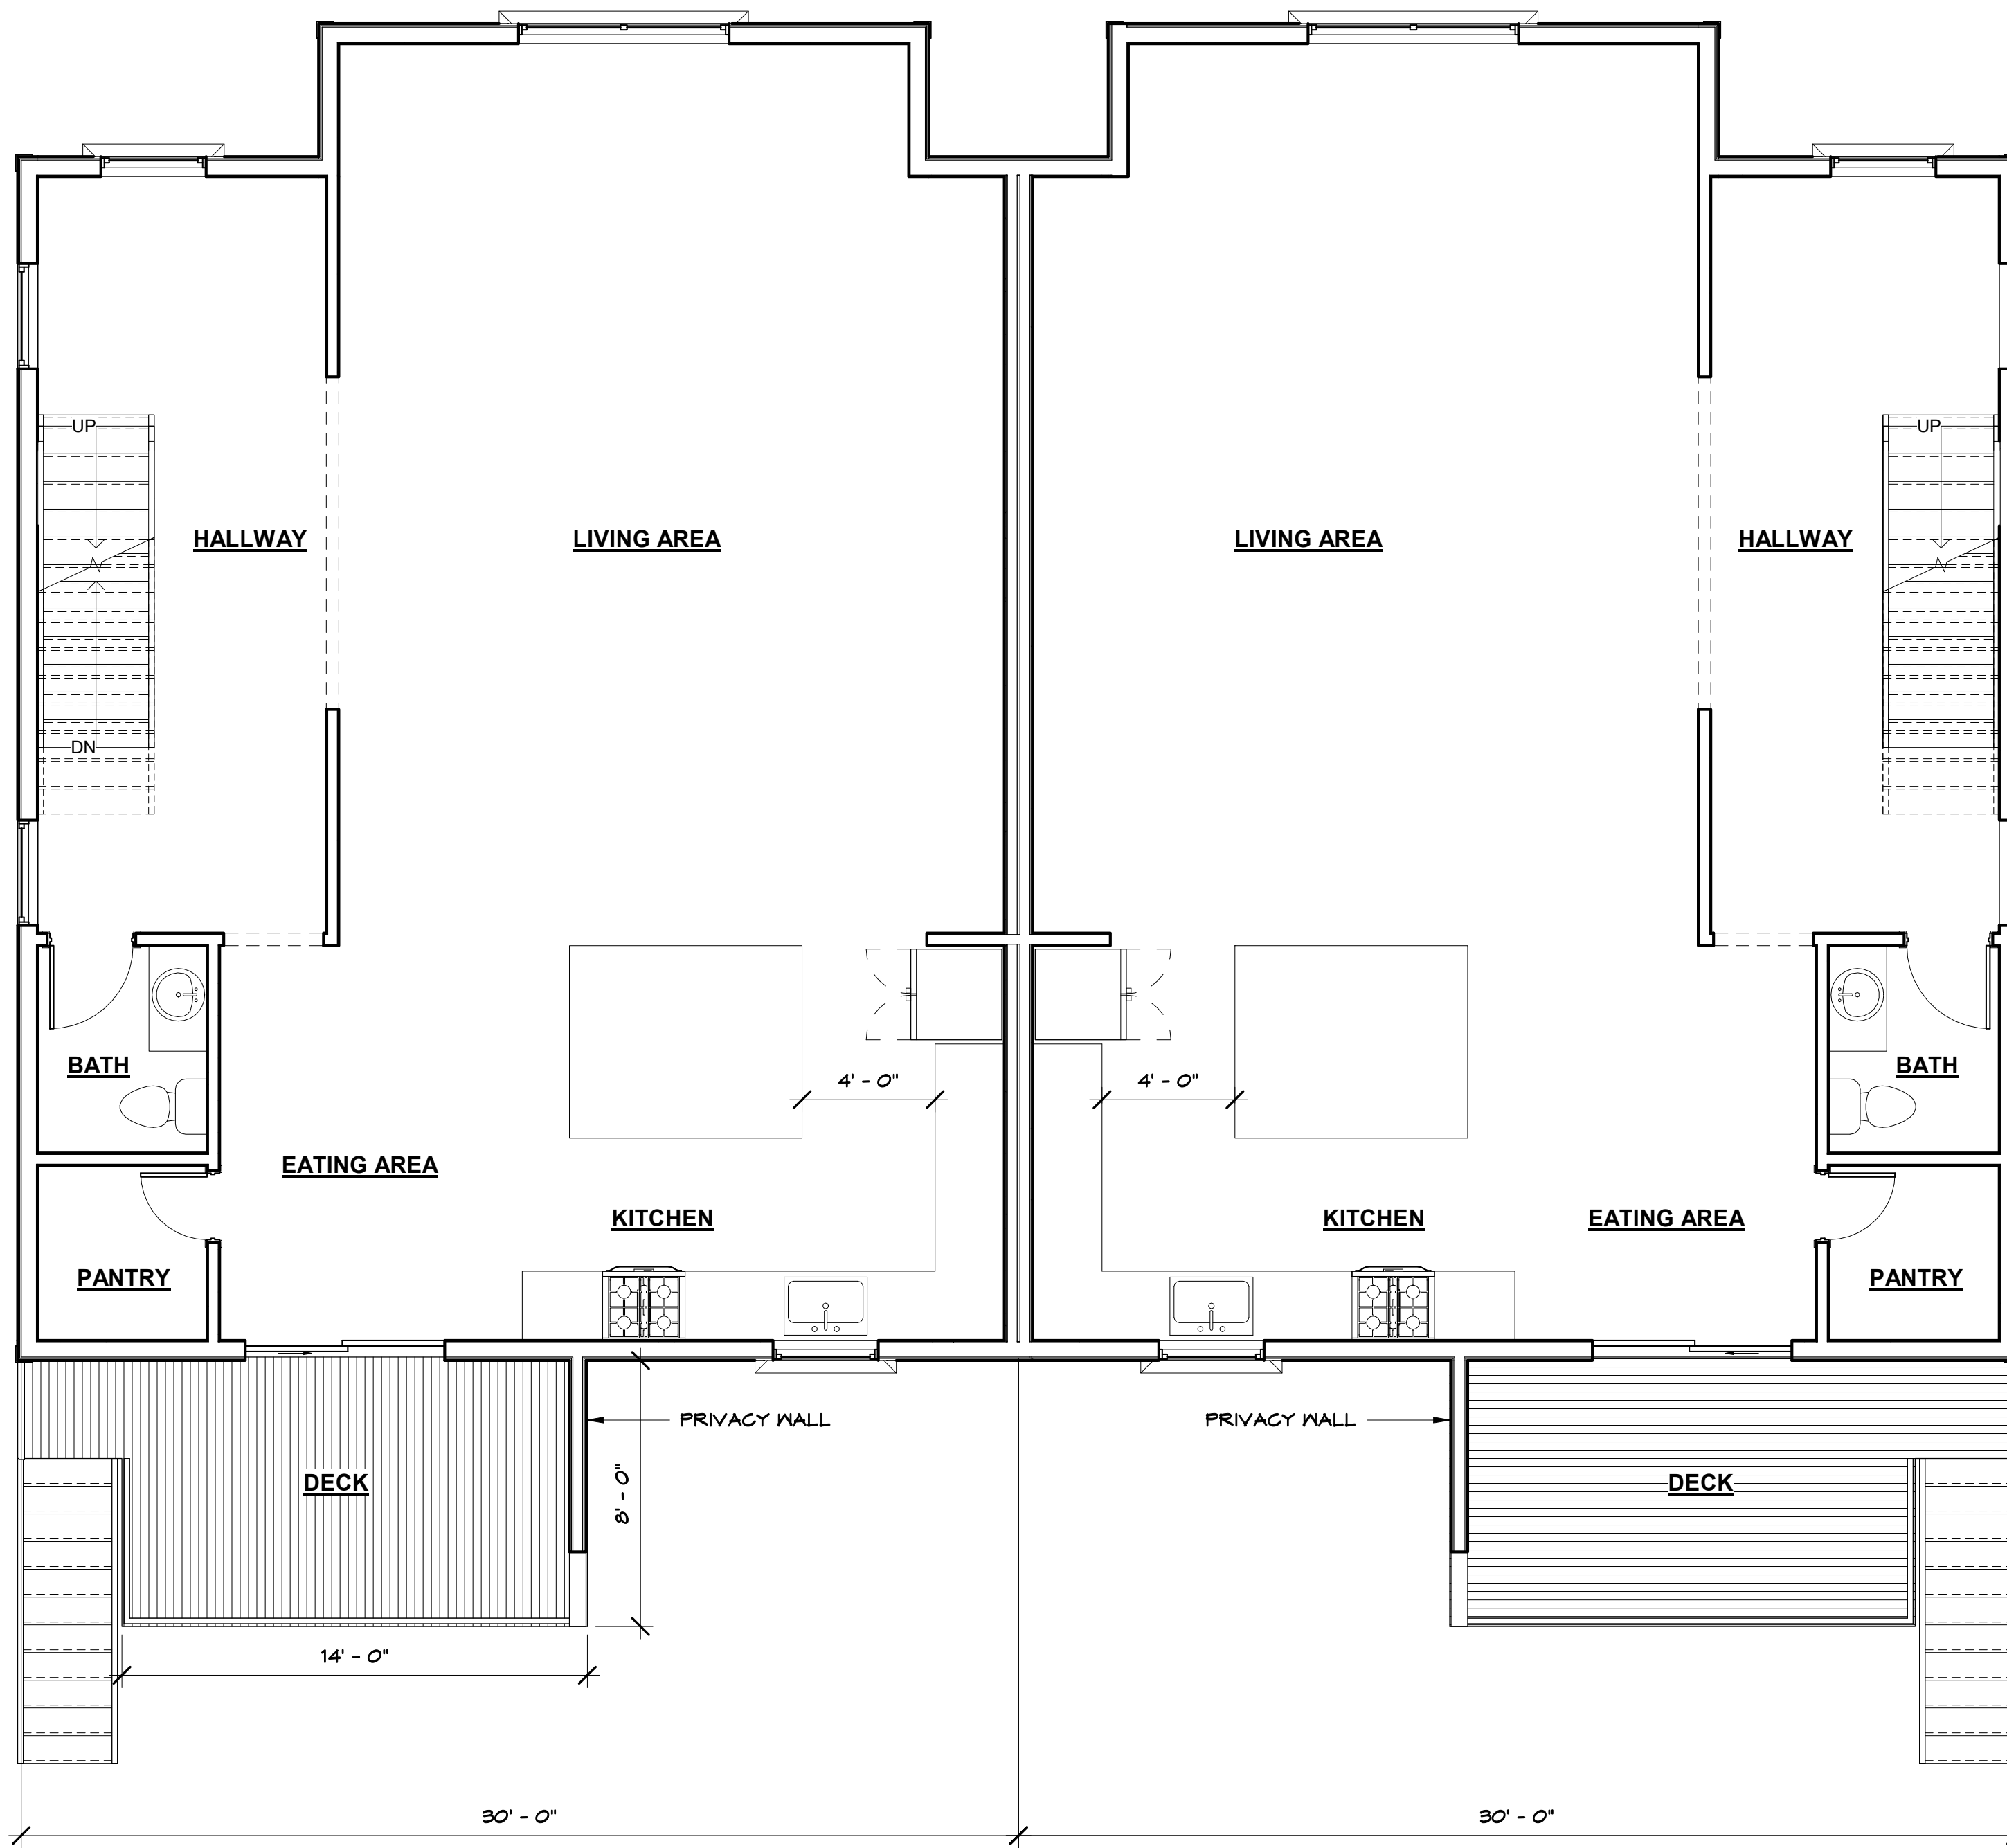 UP
UP
HALLWAY
LIVING AREA
LIVING AREA
HALLWAY
DN
BATH
4' - 0"
4' - 0"
BATH
EATING AREA
KITCHEN
KITCHEN
EATING AREA
PANTRY
PANTRY
PRIVACY WALL
PRIVACY WALL
DECK
8' - 0"
DECK
14' - 0"
30' - 0"
30' - 0"